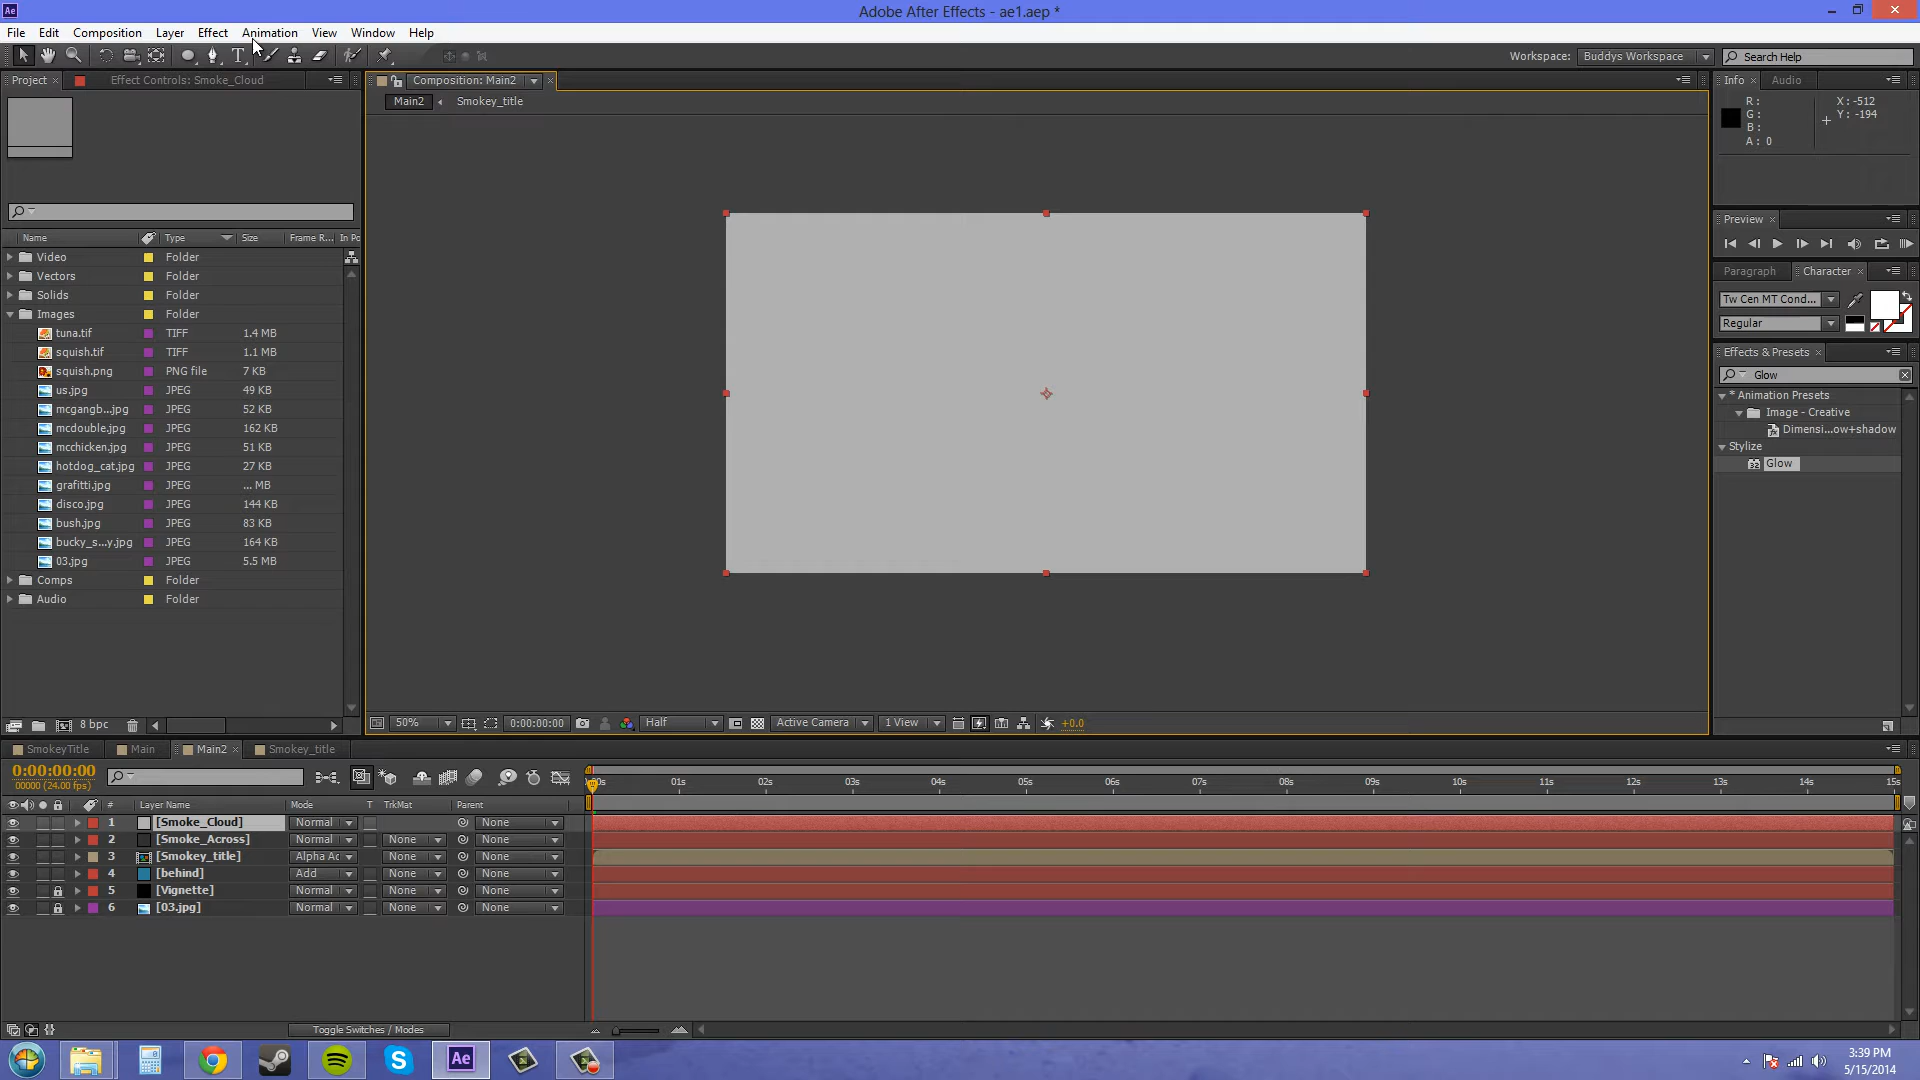 Ae Adobe After Effects - ae1.aep *
File Edit Composition Layer Effect Animation View Window Help
T Workspace: Buddys Workspace Search Help
Project × Effect Controls: Smoke_Cloud Composition: Main2 × Info × Audio
Main2 Smokey_title
R: X: -512
G: Y: -194
B:
A: 0
Preview ×
Name Type Size Frame R... In Po
Video Folder
Vectors Folder
Solids Folder
Images Folder
tuna.tif TIFF 1.4 MB
squish.tif TIFF 1.1 MB
squish.png PNG file 7 KB
us.jpg JPEG 49 KB
mcgangb...jpg JPEG 52 KB
mcdouble.jpg JPEG 162 KB
mcchicken.jpg JPEG 51 KB
hotdog_cat.jpg JPEG 27 KB
grafitti.jpg JPEG ... MB
disco.jpg JPEG 144 KB
bush.jpg JPEG 83 KB
bucky_s...y.jpg JPEG 164 KB
03.jpg JPEG 5.5 MB
Comps Folder
Audio Folder
Paragraph Character ×
Tw Cen MT Cond...
Regular
Effects & Presets ×
Glow
* Animation Presets
Image - Creative
Dimensi...ow+shadow
Stylize
Glow
8 bpc
50% 0:00:00:00 Half Active Camera 1 View +0.0
SmokeyTitle Main Main2 × Smokey_title
0:00:00:00
00000 (24.00 fps)
01s 02s 03s 04s 05s 06s 07s 08s 09s 10s 11s 12s 13s 14s 15s
# Layer Name Mode T TrkMat Parent
1 [Smoke_Cloud] Normal None
2 [Smoke_Across] Normal None None
3 [Smokey_title] Alpha Ac None None
4 [behind] Add None None
5 [Vignette] Normal None None
6 [03.jpg] Normal None None
Toggle Switches / Modes
Ae
3:39 PM
5/15/2014